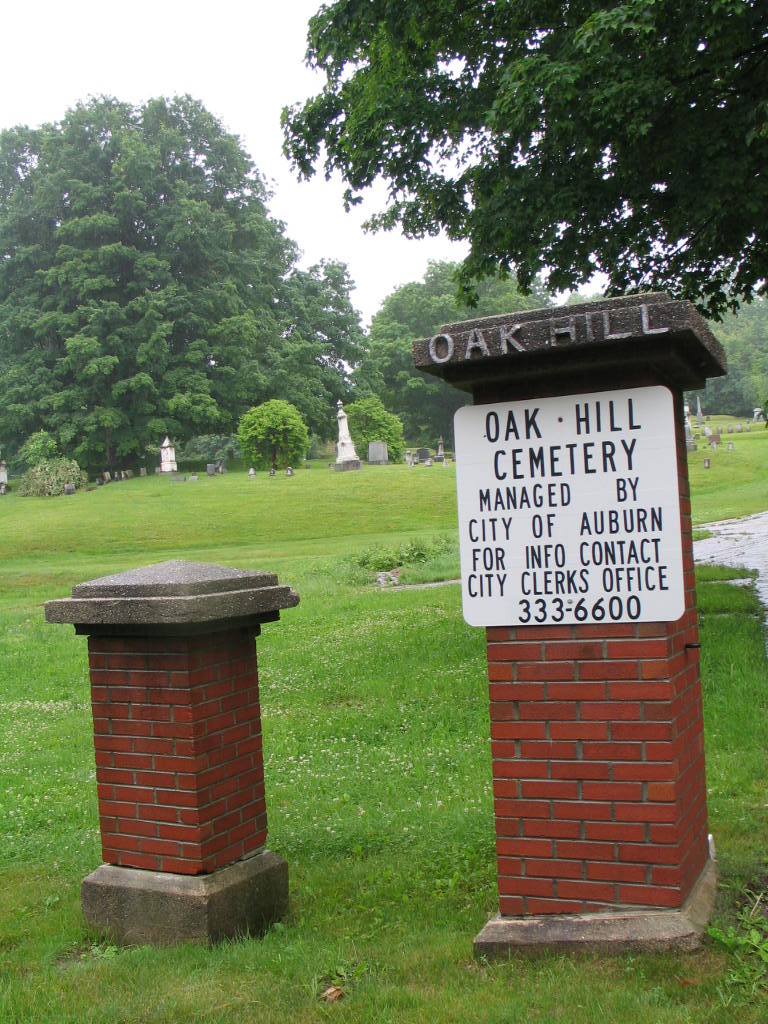 OAK HILL
OAK · HILL
CEMETERY
MANAGED BY
CITY OF AUBURN
FOR INFO CONTACT
CITY CLERKS OFFICE
333-6600